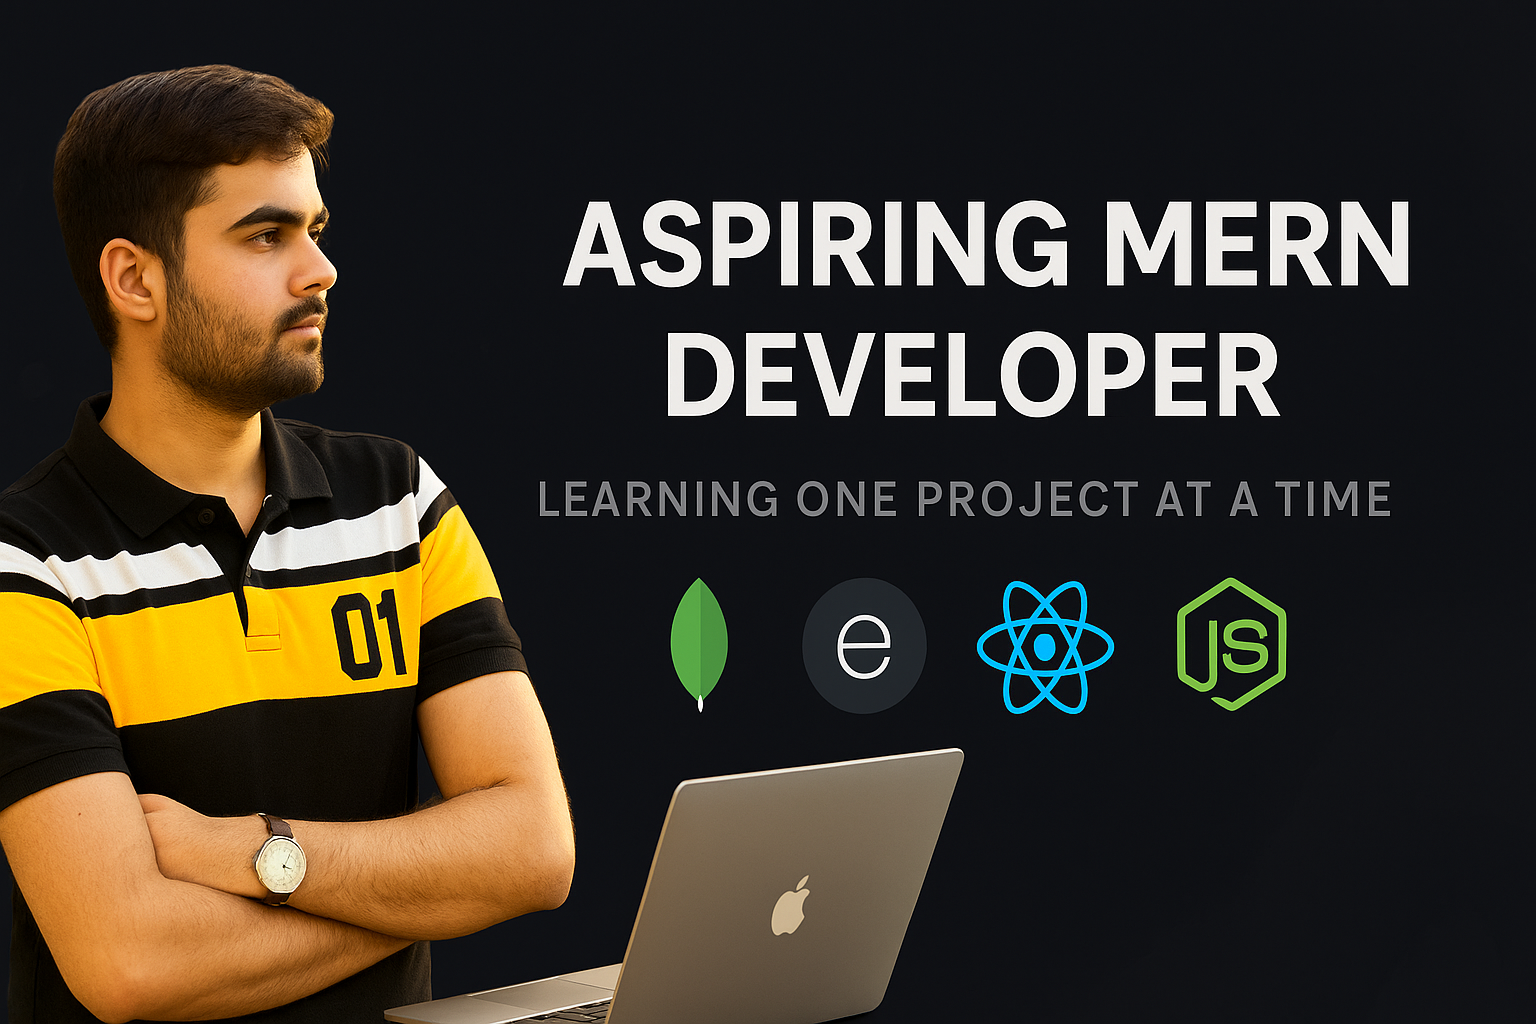 ASPIRING MERN
DEVELOPER
LEARNING ONE PROJECT AT A TIME
e
JS
01